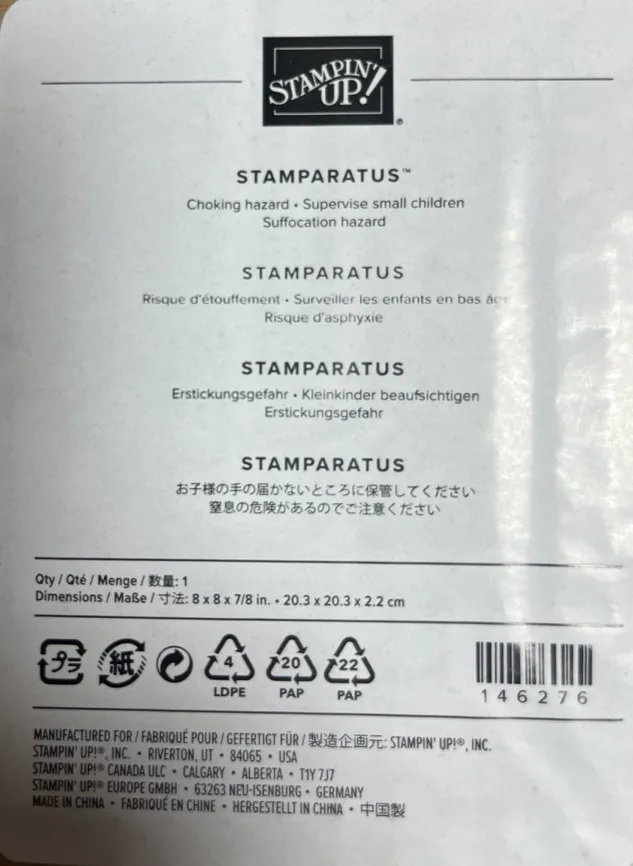 STAMPIN' UP!®
STAMPARATUS™
Choking hazard • Supervise small children
Suffocation hazard
STAMPARATUS
Risque d'étouffement • Surveiller les enfants en bas
Risque d'asphyxie
STAMPARATUS
Erstickungsgefahr • Kleinkinder beaufsichtigen
Erstickungsgefahr
STAMPARATUS
お子様の手の届かないところに保管してください
窒息の危険があるのでご注意ください
Qty / Qté / Menge / 数量: 1
Dimensions / Maße / 寸法: 8 x 8 x 7/8 in. • 20.3 x 20.3 x 2.2 cm
プラ 紙 4 20 22
LDPE PAP PAP
146276
MANUFACTURED FOR / FABRIQUÉ POUR / GEFERTIGT FÜR / 製造企画元: STAMPIN' UP!®, INC.
STAMPIN' UP!®, INC. • RIVERTON, UT • 84065 • USA
STAMPIN' UP!® CANADA ULC • CALGARY • ALBERTA • T1Y 7J7
STAMPIN' UP!® EUROPE GMBH • 63263 NEU-ISENBURG • GERMANY
MADE IN CHINA • FABRIQUÉ EN CHINE • HERGESTELLT IN CHINA • 中国製